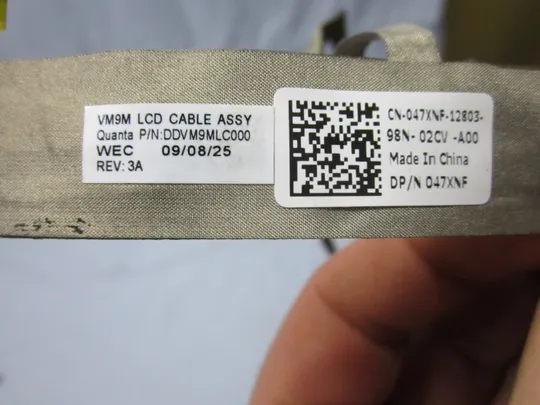 VM9M LCD CABLE ASSY
Quanta P/N:DDVM9MLC000
WEC 09/08/25
REV: 3A
CN-047XNF-12803-
98N- 02CV -A00
Made In China
DP/N 047XNF